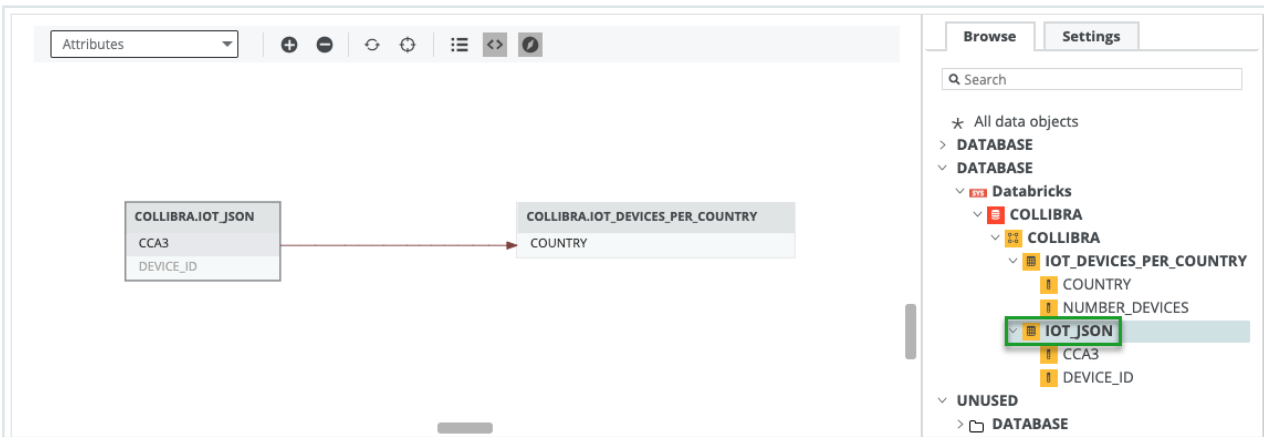 Attributes
COLLIBRA.IOT_JSON
CCA3
DEVICE_ID
COLLIBRA.IOT_DEVICES_PER_COUNTRY
COUNTRY
Browse
Settings
Search
All data objects
DATABASE
DATABASE
SYS Databricks
COLLIBRA
COLLIBRA
IOT_DEVICES_PER_COUNTRY
COUNTRY
NUMBER_DEVICES
IOT_JSON
CCA3
DEVICE_ID
UNUSED
DATABASE